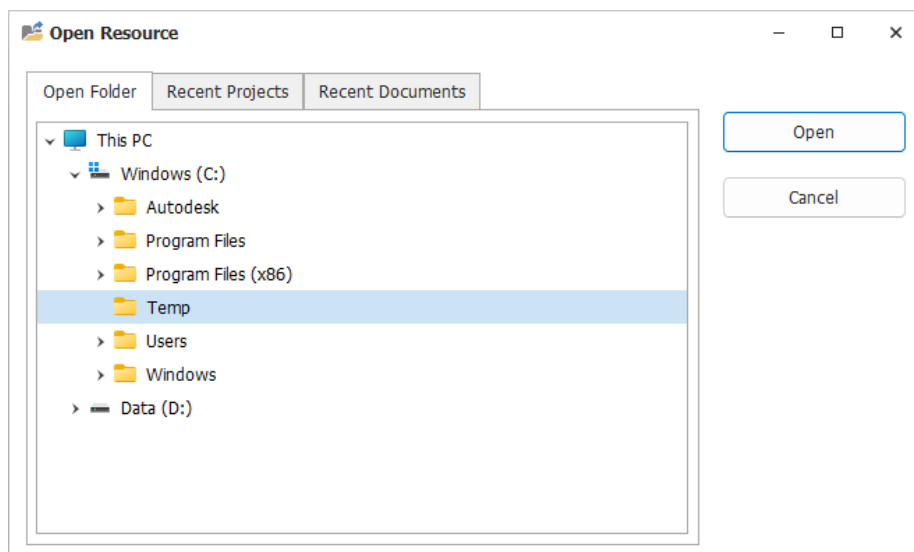 Open Resource
Open Folder Recent Projects Recent Documents
This PC
Windows (C:)
Autodesk
Program Files
Program Files (x86)
Temp
Users
Windows
Data (D:)
Open
Cancel